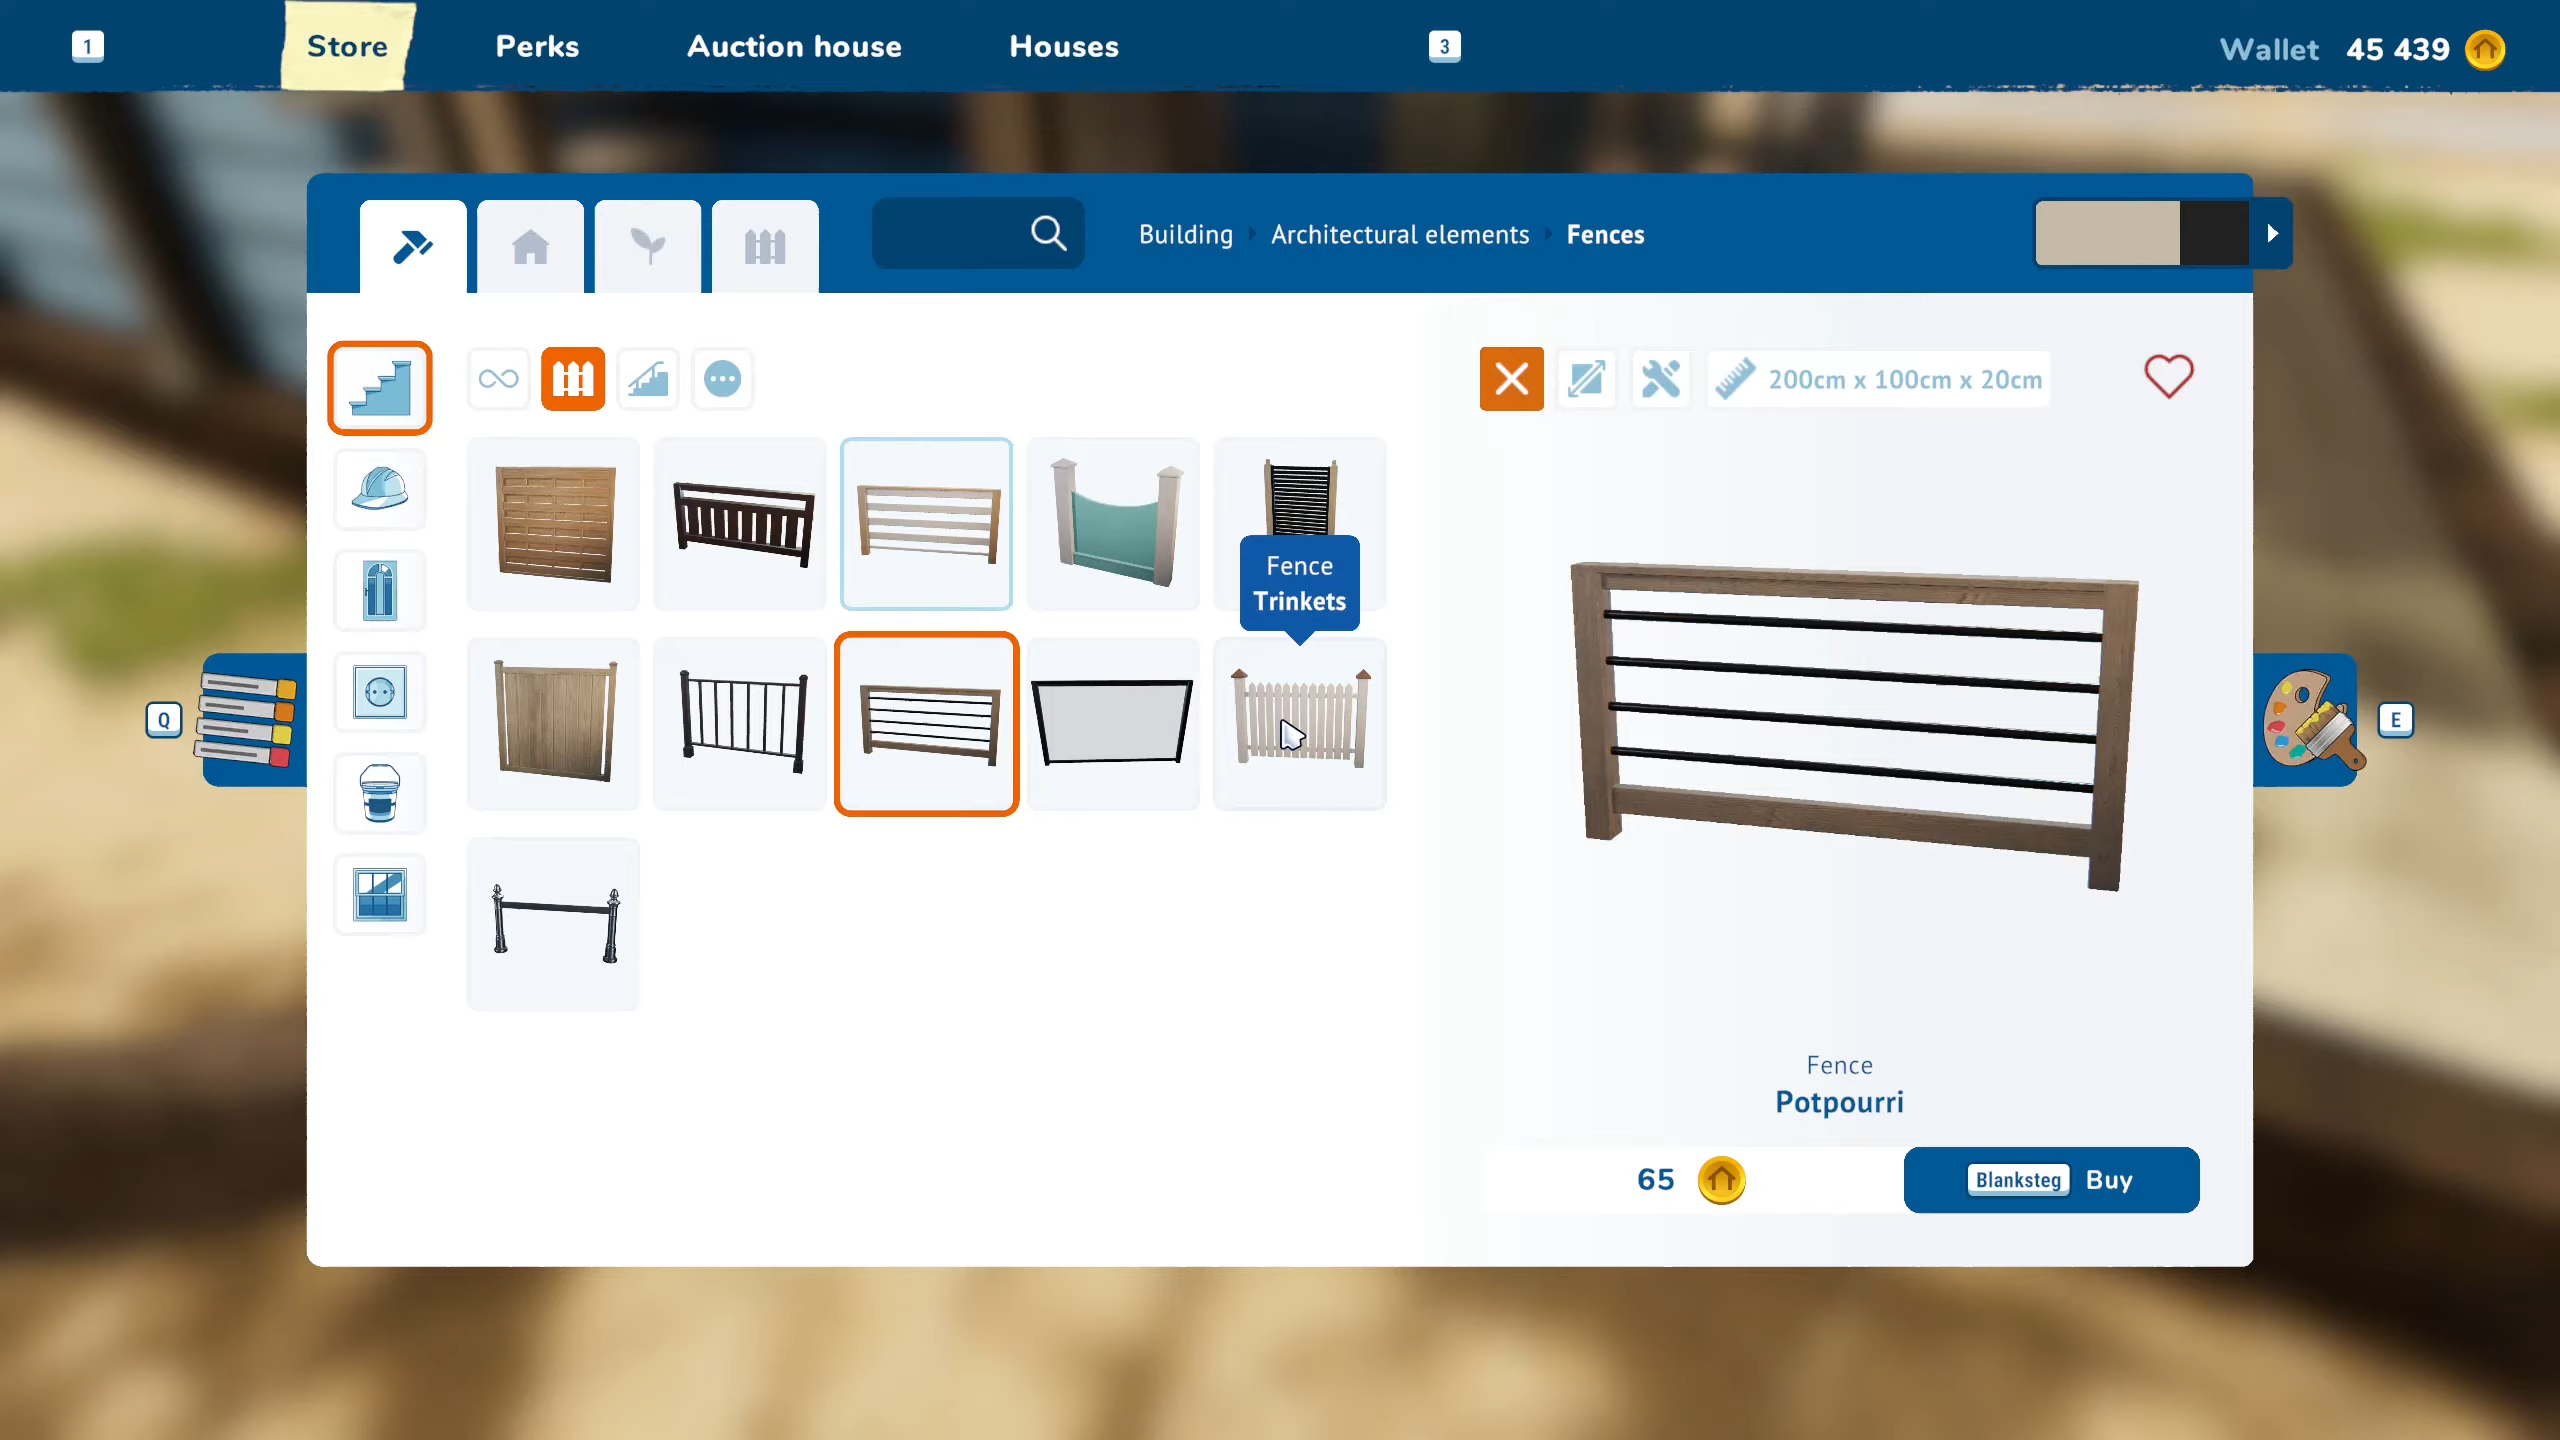 1
Store
Perks
Auction house
Houses
3
Wallet 45 439
Building
Architectural elements
Fences
200cm x 100cm x 20cm
Fence
Trinkets
Q
E
Fence
Potpourri
65
Blanksteg Buy